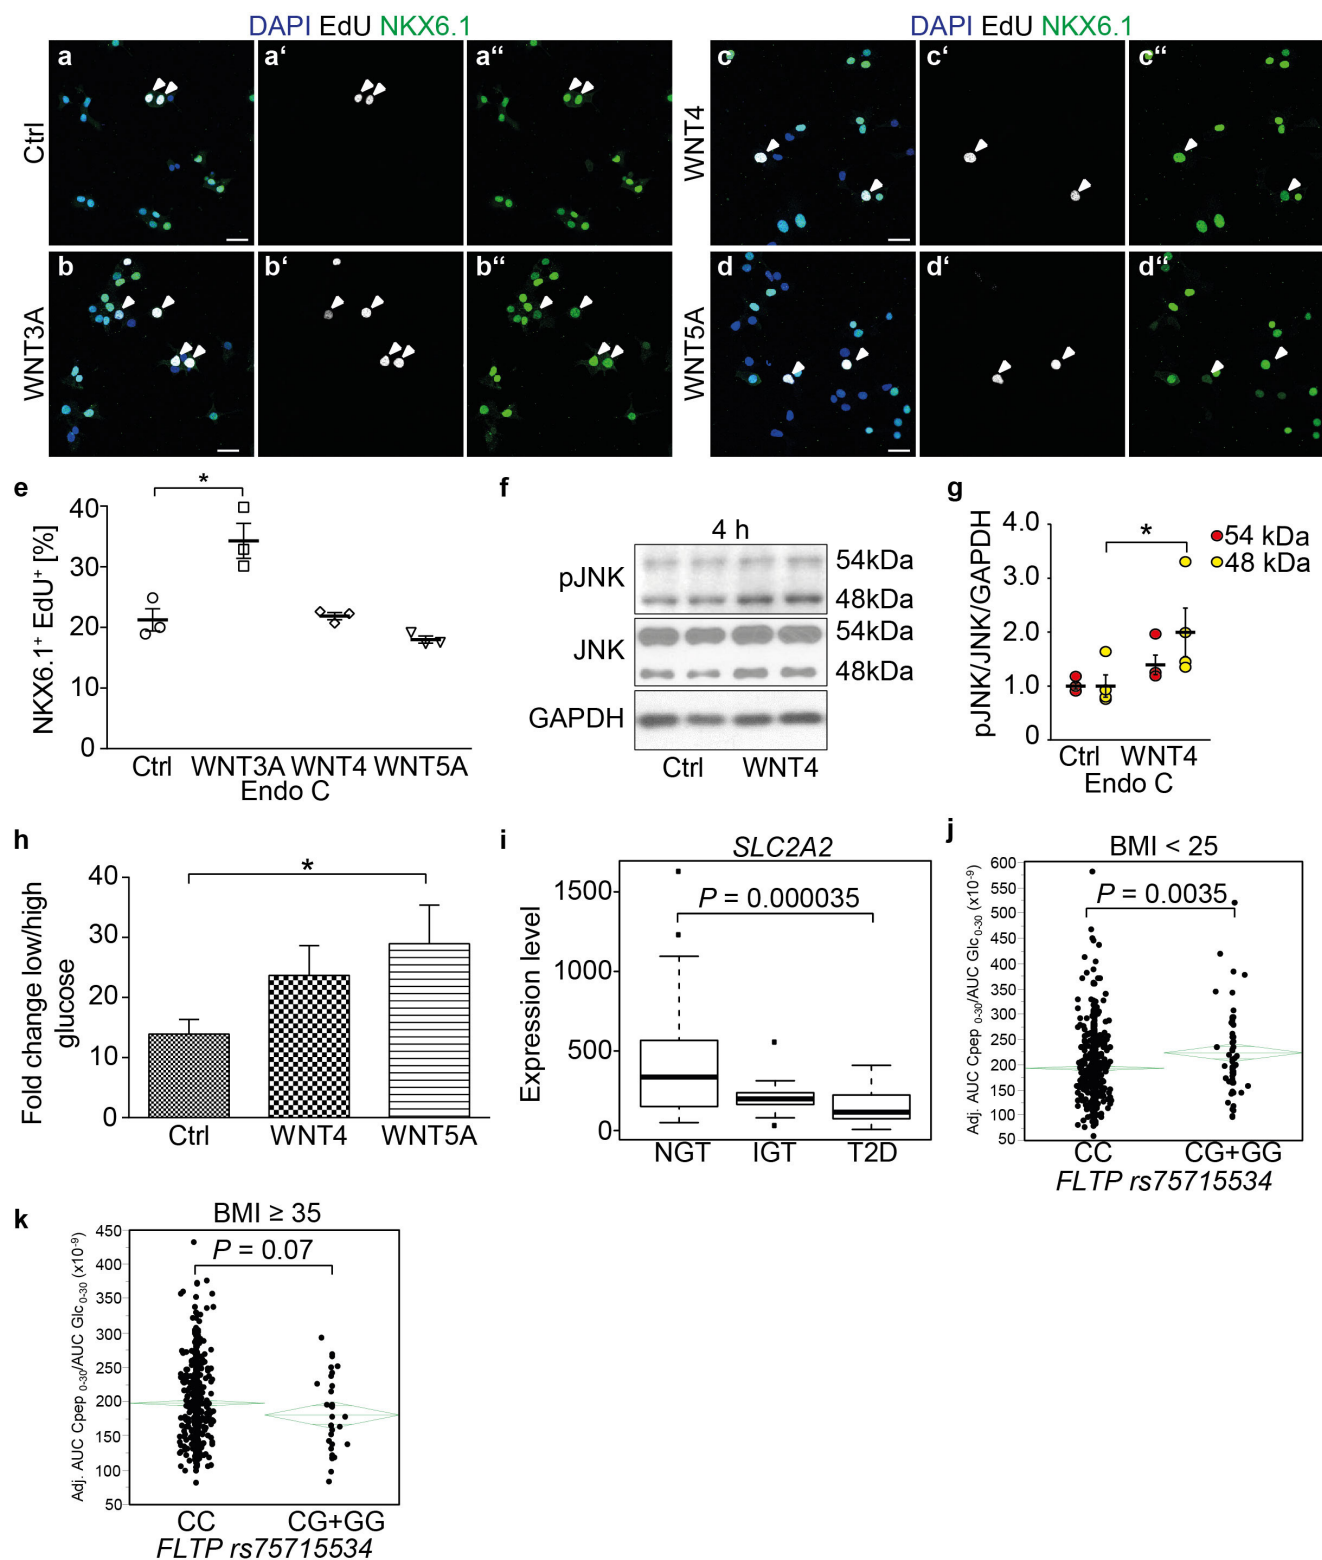 DAPI EdU NKX6.1
DAPI EdU NKX6.1
a
a‘
a“
c
c‘
c“
Ctrl
WNT4
b
b‘
b“
d
d‘
d“
WNT3A
WNT5A
e
*
NKX6.1⁺ EdU⁺ [%]
40
30
20
10
0
Ctrl WNT3A WNT4 WNT5A
Endo C
f
4 h
pJNK
54kDa
48kDa
JNK
54kDa
48kDa
GAPDH
Ctrl WNT4
g
pJNK/JNK/GAPDH
4.0
3.0
2.0
1.0
0
*
54 kDa
48 kDa
Ctrl WNT4
Endo C
h
Fold change low/high
glucose
40
30
20
10
0
*
Ctrl WNT4 WNT5A
i
SLC2A2
Expression level
1500
1000
500
0
P = 0.000035
NGT IGT T2D
j
BMI < 25
Adj. AUC Cpep 0-30/AUC Glc0-30 (x10-9)
600
550
500
450
400
350
300
250
200
150
100
50
P = 0.0035
CC CG+GG
FLTP rs75715534
k
BMI ≥ 35
Adj. AUC Cpep 0-30/AUC Glc0-30 (x10-9)
450
400
350
300
250
200
150
100
50
P = 0.07
CC CG+GG
FLTP rs75715534